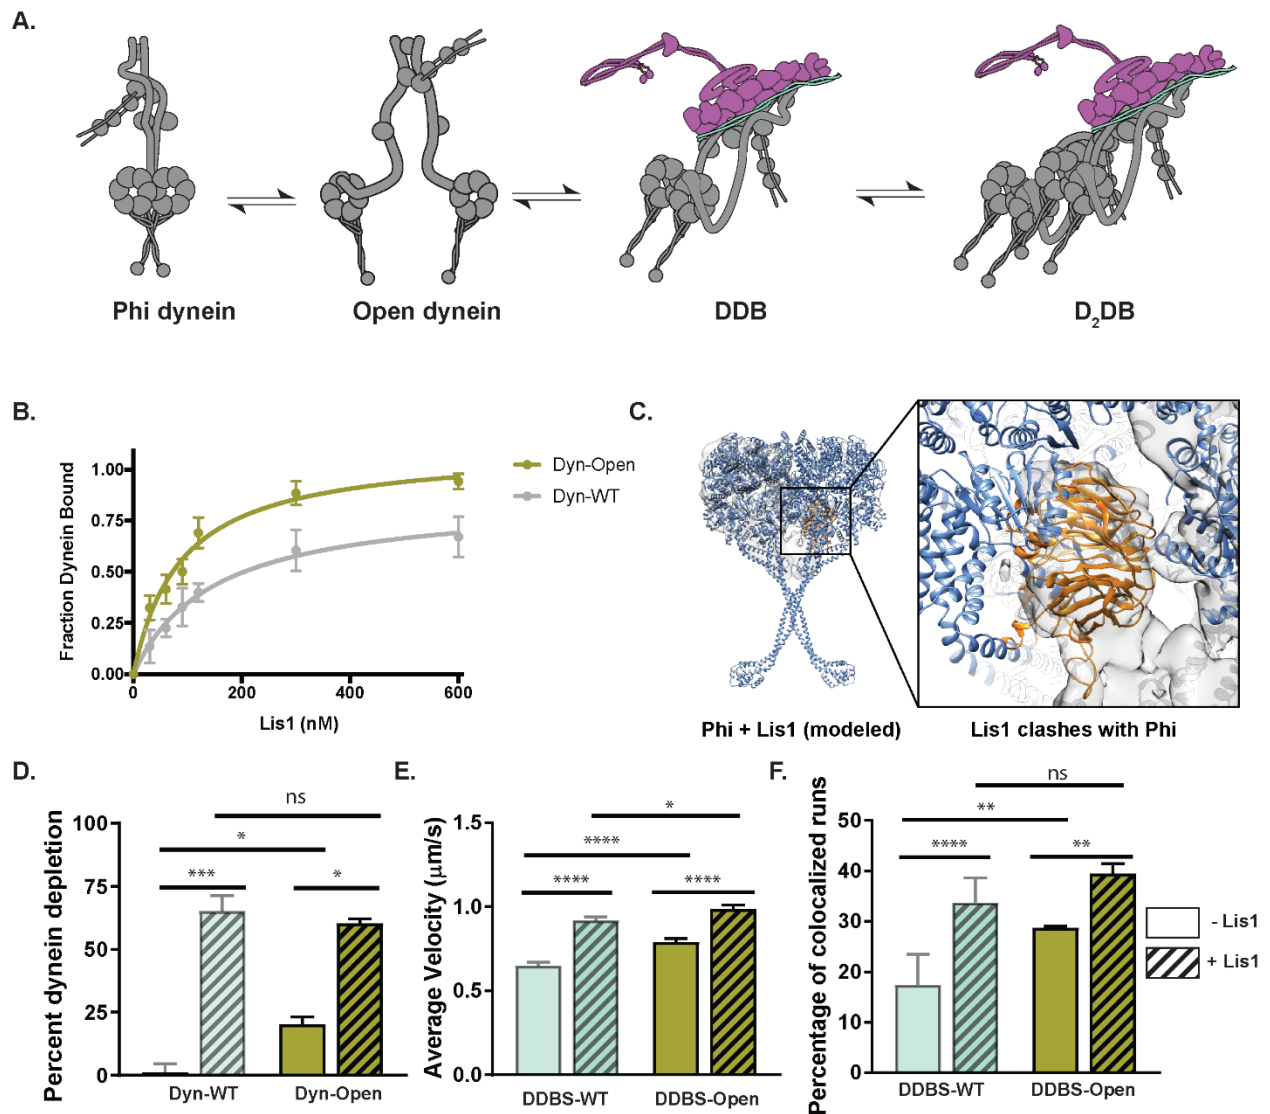 A.
Phi dynein
Open dynein
DDB
D₂DB
B.
Fraction Dynein Bound
1.00
0.75
0.50
0.25
0.00
0
200
400
600
Lis1 (nM)
Dyn-Open
Dyn-WT
C.
Phi + Lis1 (modeled)
Lis1 clashes with Phi
D.
Percent dynein depletion
100
75
50
25
0
ns
*
***
*
Dyn-WT
Dyn-Open
E.
Average Velocity (μm/s)
1.5
1.0
0.5
0.0
*
****
****
****
DDBS-WT
DDBS-Open
F.
Percentage of colocalized runs
50
40
30
20
10
0
ns
**
****
**
DDBS-WT
DDBS-Open
- Lis1
+ Lis1